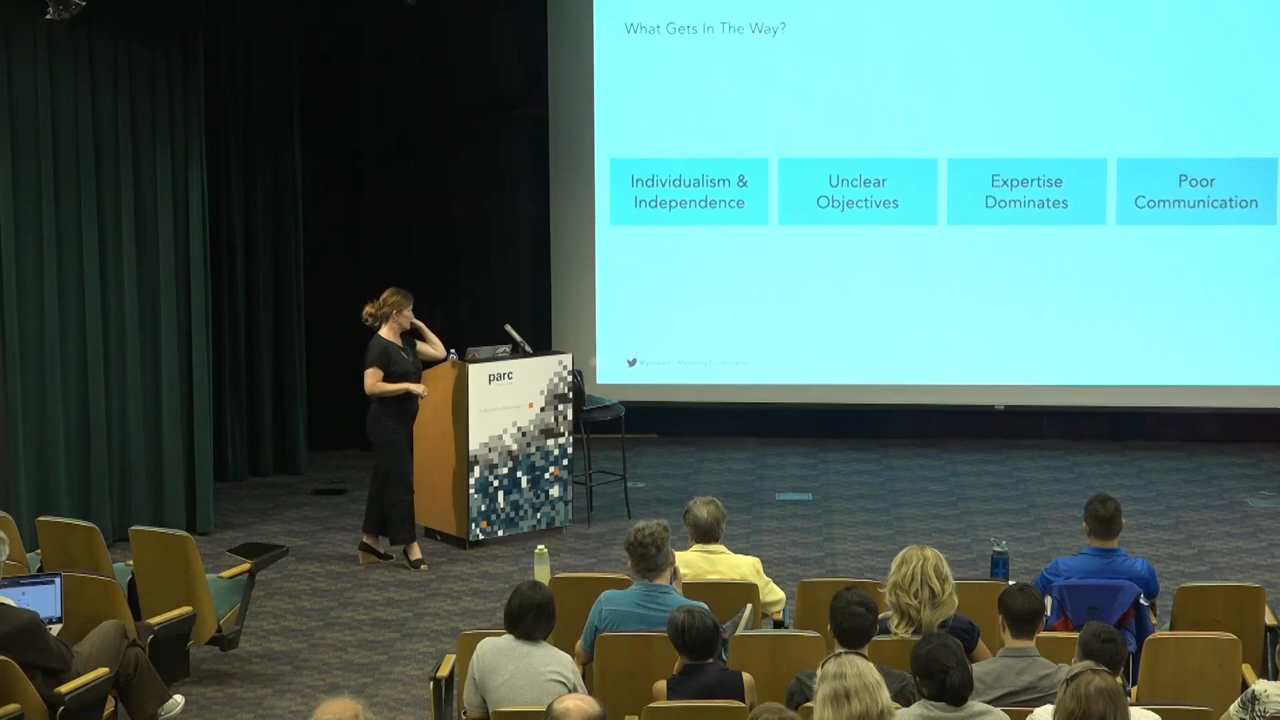 What Gets In The Way?
Individualism &
Independence
Unclear
Objectives
Expertise
Dominates
Poor
Communication
parc